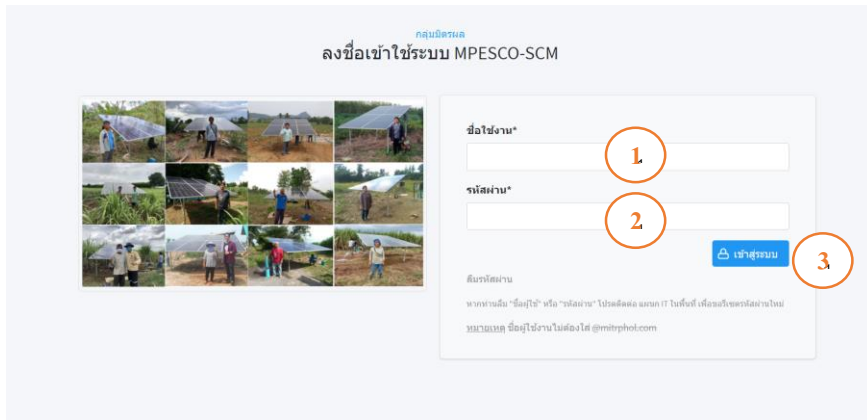 กลุ่มมิตรผล
ลงชื่อเข้าใช้ระบบ MPESCO-SCM
ชื่อใช้งาน*
1.
รหัสผ่าน*
2.
เข้าสู่ระบบ
3.
ลืมรหัสผ่าน
หากท่านลืม "ชื่อผู้ใช้" หรือ "รหัสผ่าน" โปรดติดต่อ แผนก IT ในพื้นที่ เพื่อขอรีเซตรหัสผ่านใหม่
หมายเหตุ ชื่อผู้ใช้งานไม่ต้องใส่ @mitrphol.com